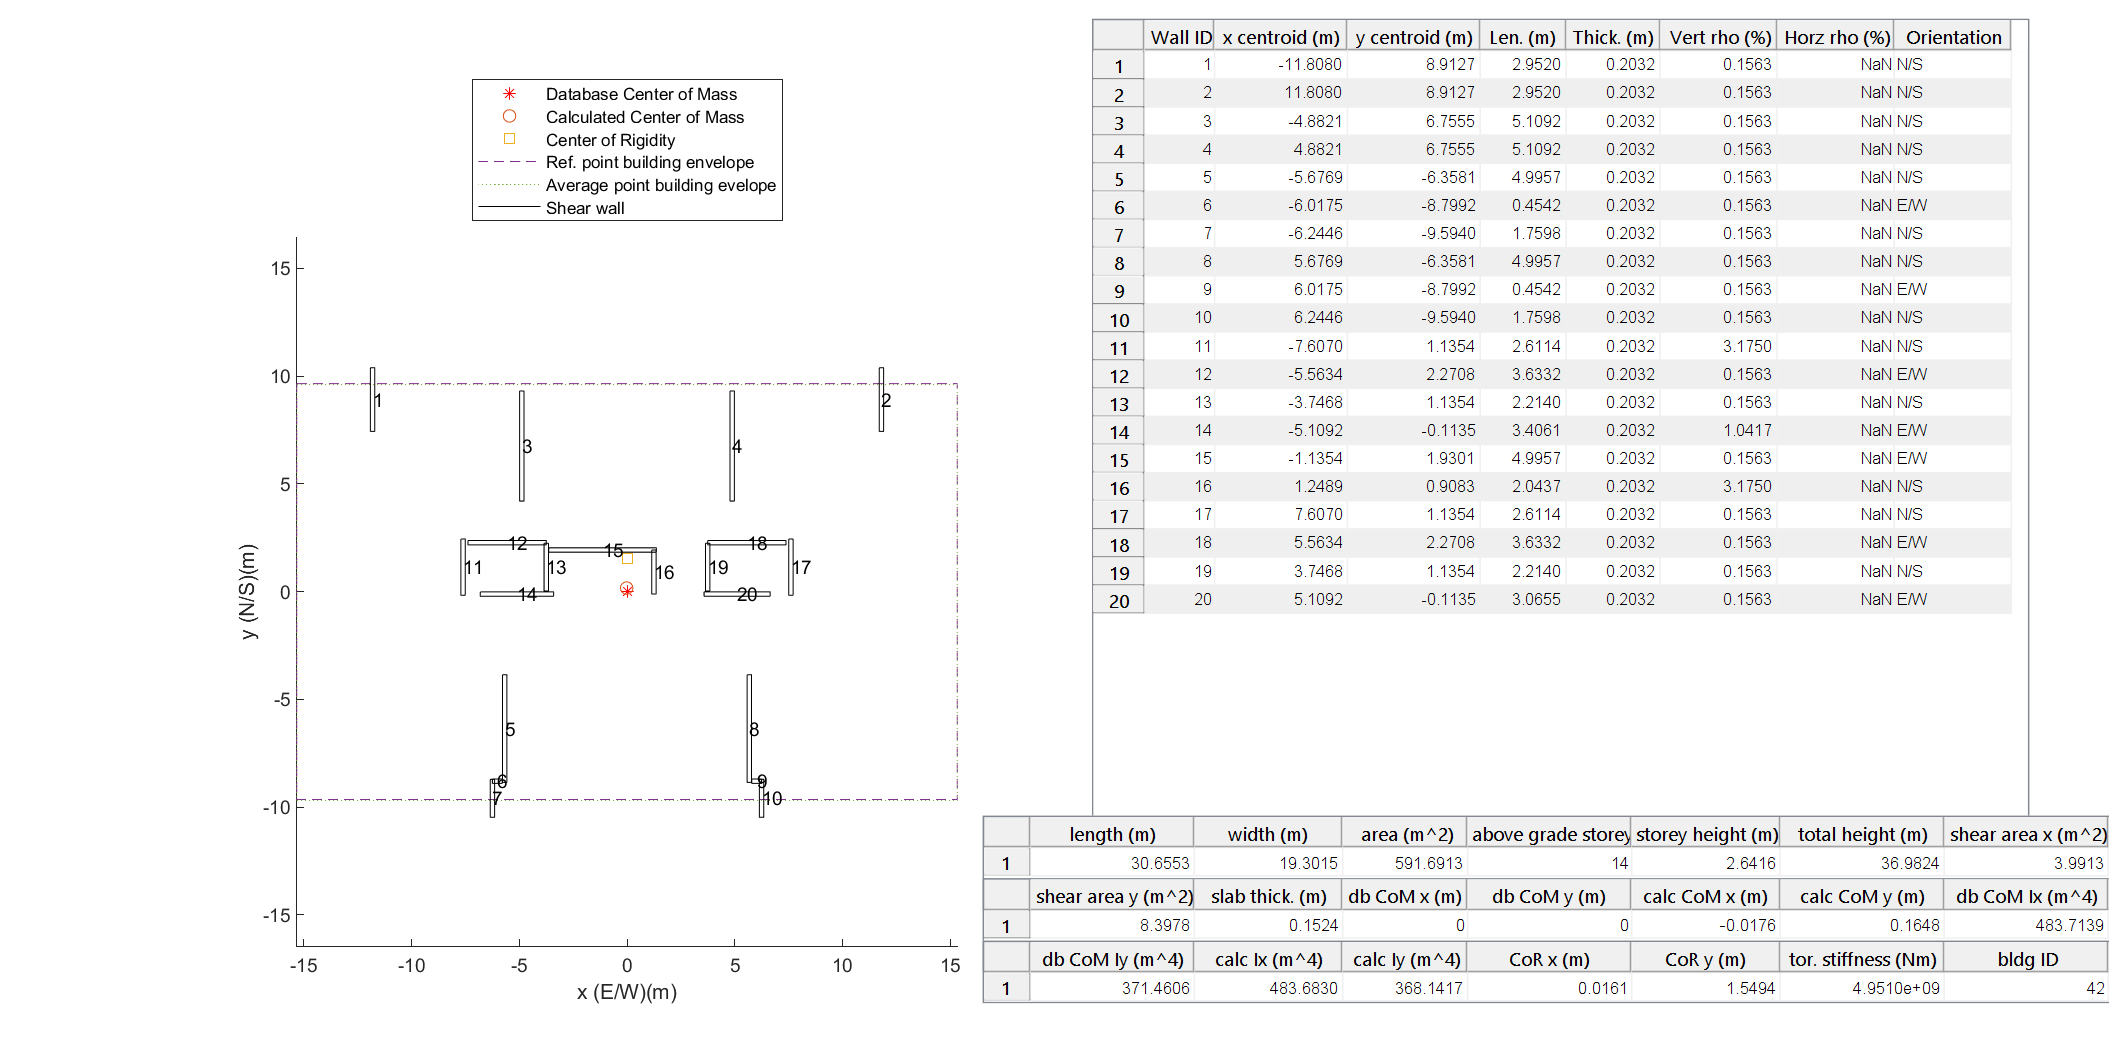 Database Center of Mass
Calculated Center of Mass
Center of Rigidity
Ref. point building envelope
Average point building evelope
Shear wall
15
10
5
0
-5
-10
-15
y (N/S)(m)
-15 -10 -5 0 5 10 15
x (E/W)(m)
1
2
3
4
12
15
18
11
13
16
19
17
14
20
5
8
6
9
7
10
Wall ID x centroid (m) y centroid (m) Len. (m) Thick. (m) Vert rho (%) Horz rho (%) Orientation
1 1 -11.8080 8.9127 2.9520 0.2032 0.1563 NaN N/S
2 2 11.8080 8.9127 2.9520 0.2032 0.1563 NaN N/S
3 3 -4.8821 6.7555 5.1092 0.2032 0.1563 NaN N/S
4 4 4.8821 6.7555 5.1092 0.2032 0.1563 NaN N/S
5 5 -5.6769 -6.3581 4.9957 0.2032 0.1563 NaN N/S
6 6 -6.0175 -8.7992 0.4542 0.2032 0.1563 NaN E/W
7 7 -6.2446 -9.5940 1.7598 0.2032 0.1563 NaN N/S
8 8 5.6769 -6.3581 4.9957 0.2032 0.1563 NaN N/S
9 9 6.0175 -8.7992 0.4542 0.2032 0.1563 NaN E/W
10 10 6.2446 -9.5940 1.7598 0.2032 0.1563 NaN N/S
11 11 -7.6070 1.1354 2.6114 0.2032 3.1750 NaN N/S
12 12 -5.5634 2.2708 3.6332 0.2032 0.1563 NaN E/W
13 13 -3.7468 1.1354 2.2140 0.2032 0.1563 NaN N/S
14 14 -5.1092 -0.1135 3.4061 0.2032 1.0417 NaN E/W
15 15 -1.1354 1.9301 4.9957 0.2032 0.1563 NaN E/W
16 16 1.2489 0.9083 2.0437 0.2032 3.1750 NaN N/S
17 17 7.6070 1.1354 2.6114 0.2032 0.1563 NaN N/S
18 18 5.5634 2.2708 3.6332 0.2032 0.1563 NaN E/W
19 19 3.7468 1.1354 2.2140 0.2032 0.1563 NaN N/S
20 20 5.1092 -0.1135 3.0655 0.2032 0.1563 NaN E/W
length (m) width (m) area (m^2) above grade storey storey height (m) total height (m) shear area x (m^2)
1 30.6553 19.3015 591.6913 14 2.6416 36.9824 3.9913
shear area y (m^2) slab thick. (m) db CoM x (m) db CoM y (m) calc CoM x (m) calc CoM y (m) db CoM Ix (m^4)
1 8.3978 0.1524 0 0 -0.0176 0.1648 483.7139
db CoM Iy (m^4) calc Ix (m^4) calc Iy (m^4) CoR x (m) CoR y (m) tor. stiffness (Nm) bldg ID
1 371.4606 483.6830 368.1417 0.0161 1.5494 4.9510e+09 42